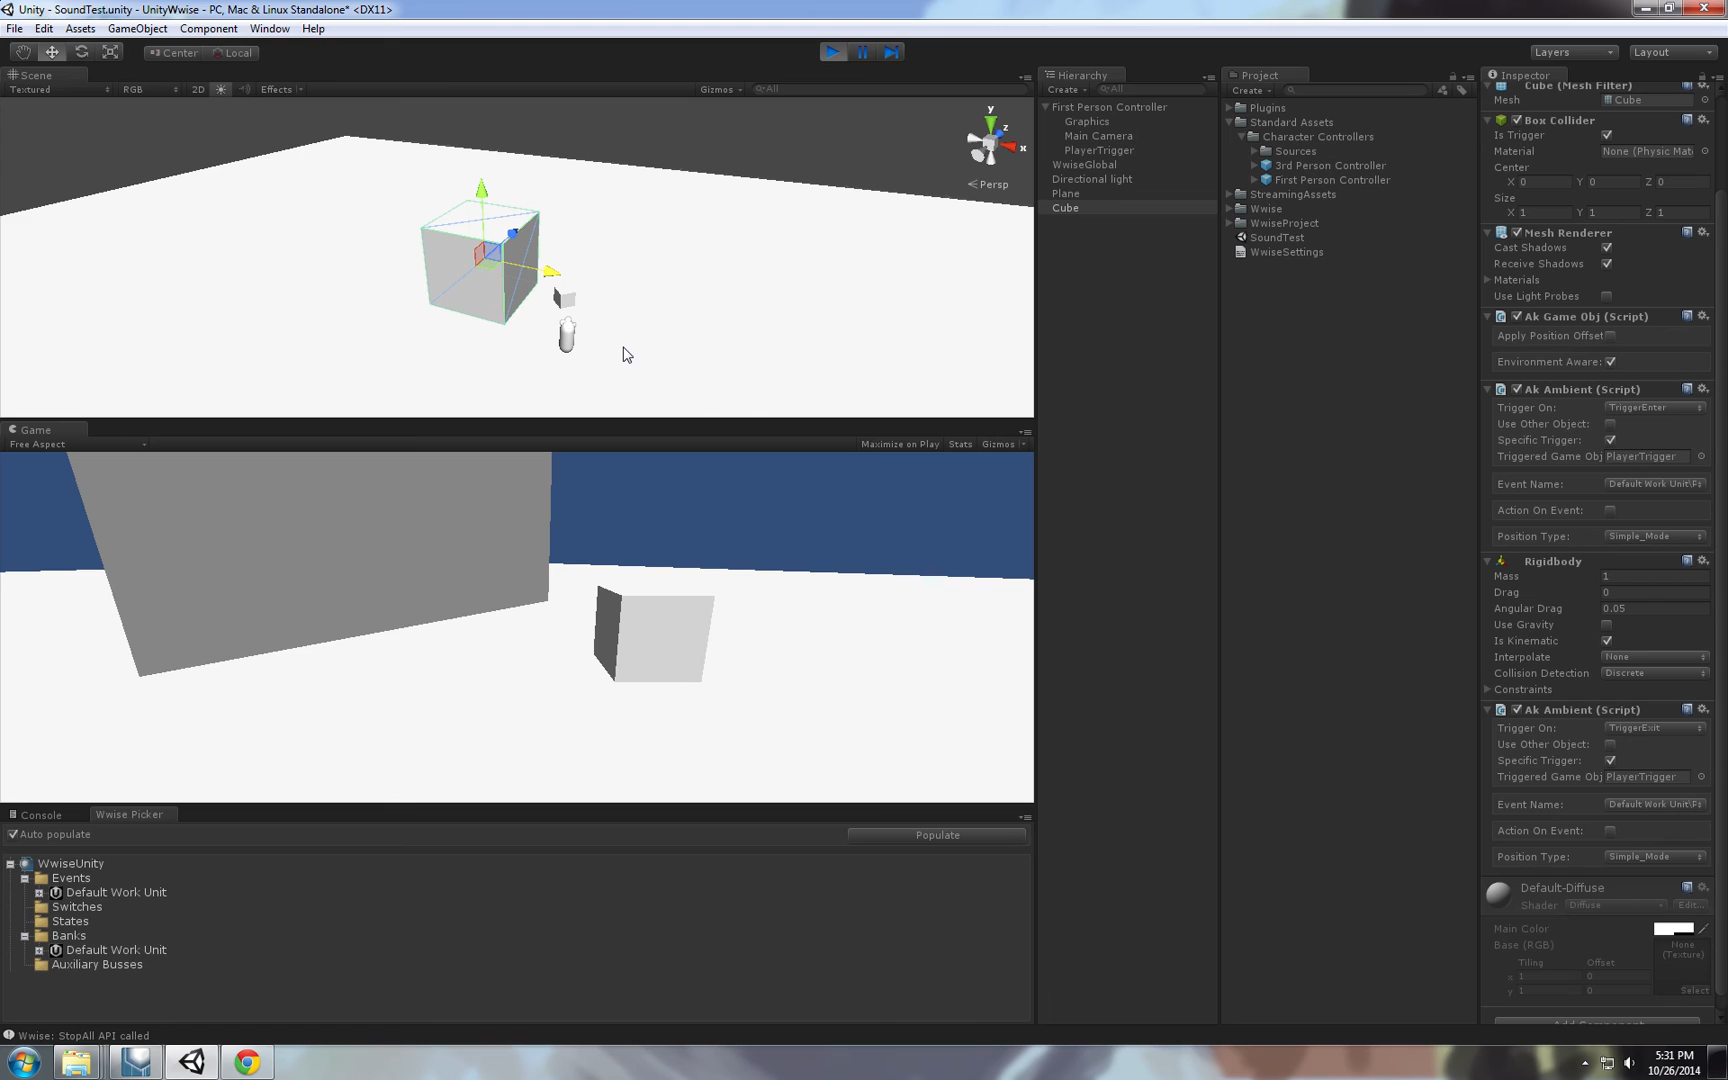 Unity - SoundTest.unity - UnityWwise - PC, Mac & Linux Standalone* <DX11>
File Edit Assets GameObject Component Window Help
Center Local
Layers Layout
Scene
Textured RGB 2D Effects Gizmos All
Persp
y
z
x
Game
Free Aspect Maximize on Play Stats Gizmos
Console Wwise Picker
Auto populate Populate
WwiseUnity
Events
Default Work Unit
Switches
States
Banks
Default Work Unit
Auxiliary Busses
Wwise: StopAll API called
Hierarchy
Create All
First Person Controller
Graphics
Main Camera
PlayerTrigger
WwiseGlobal
Directional light
Plane
Cube
Project
Create
Plugins
Standard Assets
Character Controllers
Sources
3rd Person Controller
First Person Controller
StreamingAssets
Wwise
WwiseProject
SoundTest
WwiseSettings
Inspector
Cube (Mesh Filter)
Mesh Cube
Box Collider
Is Trigger
Material None (Physic Mat
Center
X 0 Y 0 Z 0
Size
X 1 Y 1 Z 1
Mesh Renderer
Cast Shadows
Receive Shadows
Materials
Use Light Probes
Ak Game Obj (Script)
Apply Position Offset
Environment Aware:
Ak Ambient (Script)
Trigger On: TriggerEnter
Use Other Object:
Specific Trigger:
Triggered Game Obj PlayerTrigger
Event Name: Default Work Unit\
Action On Event:
Position Type: Simple_Mode
Rigidbody
Mass 1
Drag 0
Angular Drag 0.05
Use Gravity
Is Kinematic
Interpolate None
Collision Detection Discrete
Constraints
Ak Ambient (Script)
Trigger On: TriggerExit
Use Other Object:
Specific Trigger:
Triggered Game Obj PlayerTrigger
Event Name: Default Work Unit\
Action On Event:
Position Type: Simple_Mode
Default-Diffuse
Shader Diffuse Edit...
Main Color
Base (RGB) None
(Texture)
Tiling Offset
x 1 0
y 1 0 Select
5:31 PM
10/26/2014